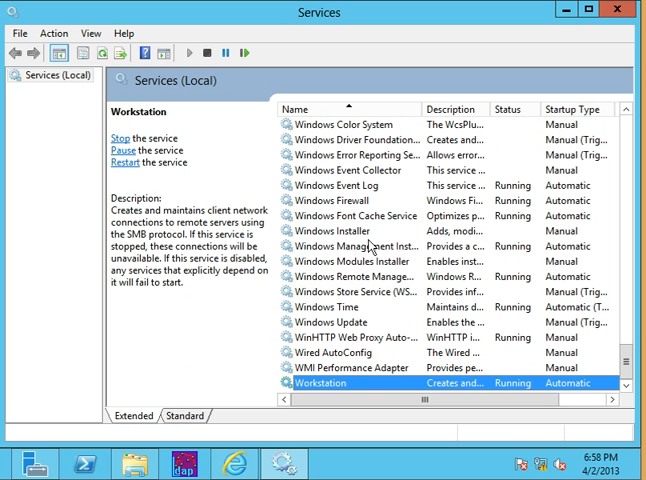 Services
File Action View Help
Services (Local)
Services (Local)
Workstation
Stop the service
Pause the service
Restart the service
Description:
Creates and maintains client network
connections to remote servers using
the SMB protocol. If this service is
stopped, these connections will be
unavailable. If this service is disabled,
any services that explicitly depend on
it will fail to start.
Name Description Status Startup Type
Windows Color System The WcsPlu... Manual
Windows Driver Foundation... Creates and... Manual (Trig...
Windows Error Reporting Se... Allows error... Manual (Trig...
Windows Event Collector This service ... Manual
Windows Event Log This service ... Running Automatic
Windows Firewall Windows Fi... Running Automatic
Windows Font Cache Service Optimizes p... Running Automatic
Windows Installer Adds, modi... Manual
Windows Management Inst... Provides a c... Running Automatic
Windows Modules Installer Enables inst... Manual
Windows Remote Manage... Windows R... Running Automatic
Windows Store Service (WS... Provides inf... Manual (Trig...
Windows Time Maintains d... Running Automatic (T...
Windows Update Enables the ... Manual (Trig...
WinHTTP Web Proxy Auto-... WinHTTP i... Running Manual
Wired AutoConfig The Wired ... Manual
WMI Performance Adapter Provides pe... Manual
Workstation Creates and... Running Automatic
Extended Standard
dap
6:58 PM
4/2/2013